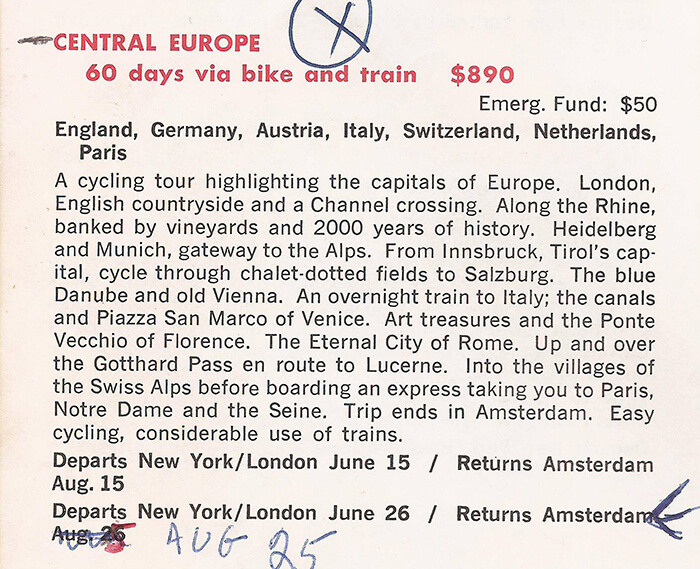 X
CENTRAL EUROPE
60 days via bike and train $890
Emerg. Fund: $50
England, Germany, Austria, Italy, Switzerland, Netherlands,
Paris
A cycling tour highlighting the capitals of Europe. London,
English countryside and a Channel crossing. Along the Rhine,
banked by vineyards and 2000 years of history. Heidelberg
and Munich, gateway to the Alps. From Innsbruck, Tirol's cap-
ital, cycle through chalet-dotted fields to Salzburg. The blue
Danube and old Vienna. An overnight train to Italy; the canals
and Piazza San Marco of Venice. Art treasures and the Ponte
Vecchio of Florence. The Eternal City of Rome. Up and over
the Gotthard Pass en route to Lucerne. Into the villages of
the Swiss Alps before boarding an express taking you to Paris,
Notre Dame and the Seine. Trip ends in Amsterdam. Easy
cycling, considerable use of trains.
Departs New York/London June 15 / Returns Amsterdam
Aug. 15
Departs New York/London June 26 / Returns Amsterdam
Aug. AUG 25